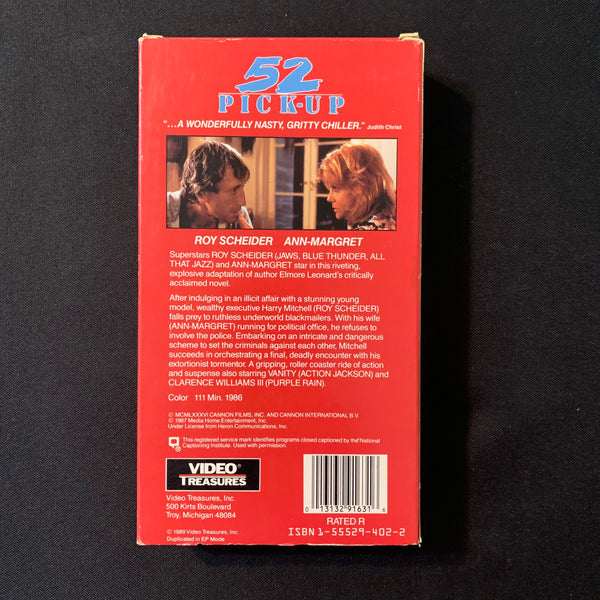 52
PICK-UP
"...A WONDERFULLY NASTY, GRITTY CHILLER." Judith Christ
ROY SCHEIDER ANN-MARGRET
Superstars ROY SCHEIDER (JAWS, BLUE THUNDER, ALL
THAT JAZZ) and ANN-MARGRET star in this riveting,
explosive adaptation of author Elmore Leonard's critically
acclaimed novel.
After indulging in an illicit affair with a stunning young
model, wealthy executive Harry Mitchell (ROY SCHEIDER)
falls prey to ruthless underworld blackmailers. With his wife
(ANN-MARGRET) running for political office, he refuses to
involve the police. Embarking on an intricate and dangerous
scheme to set the criminals against each other, Mitchell
succeeds in orchestrating a final, deadly encounter with his
extortionist tormentor. A gripping, roller coaster ride of action
and suspense also starring VANITY (ACTION JACKSON) and
CLARENCE WILLIAMS III (PURPLE RAIN).
Color 111 Min. 1986
© MCMLXXXVI CANNON FILMS, INC. AND CANNON INTERNATIONAL B.V.
© 1987 Media Home Entertainment, Inc
Under License from Heron Communications, Inc.
This registered service mark identifies programs closed captioned by the National
Captioning Institute. Used with permission.
VIDEO®
TREASURES
Video Treasures, Inc.
500 Kirts Boulevard
Troy, Michigan 48084
© 1989 Video Treasures, Inc.
Duplicated in EP Mode
0 13132 91631 6
RATED R
ISBN 1-55529-402-2